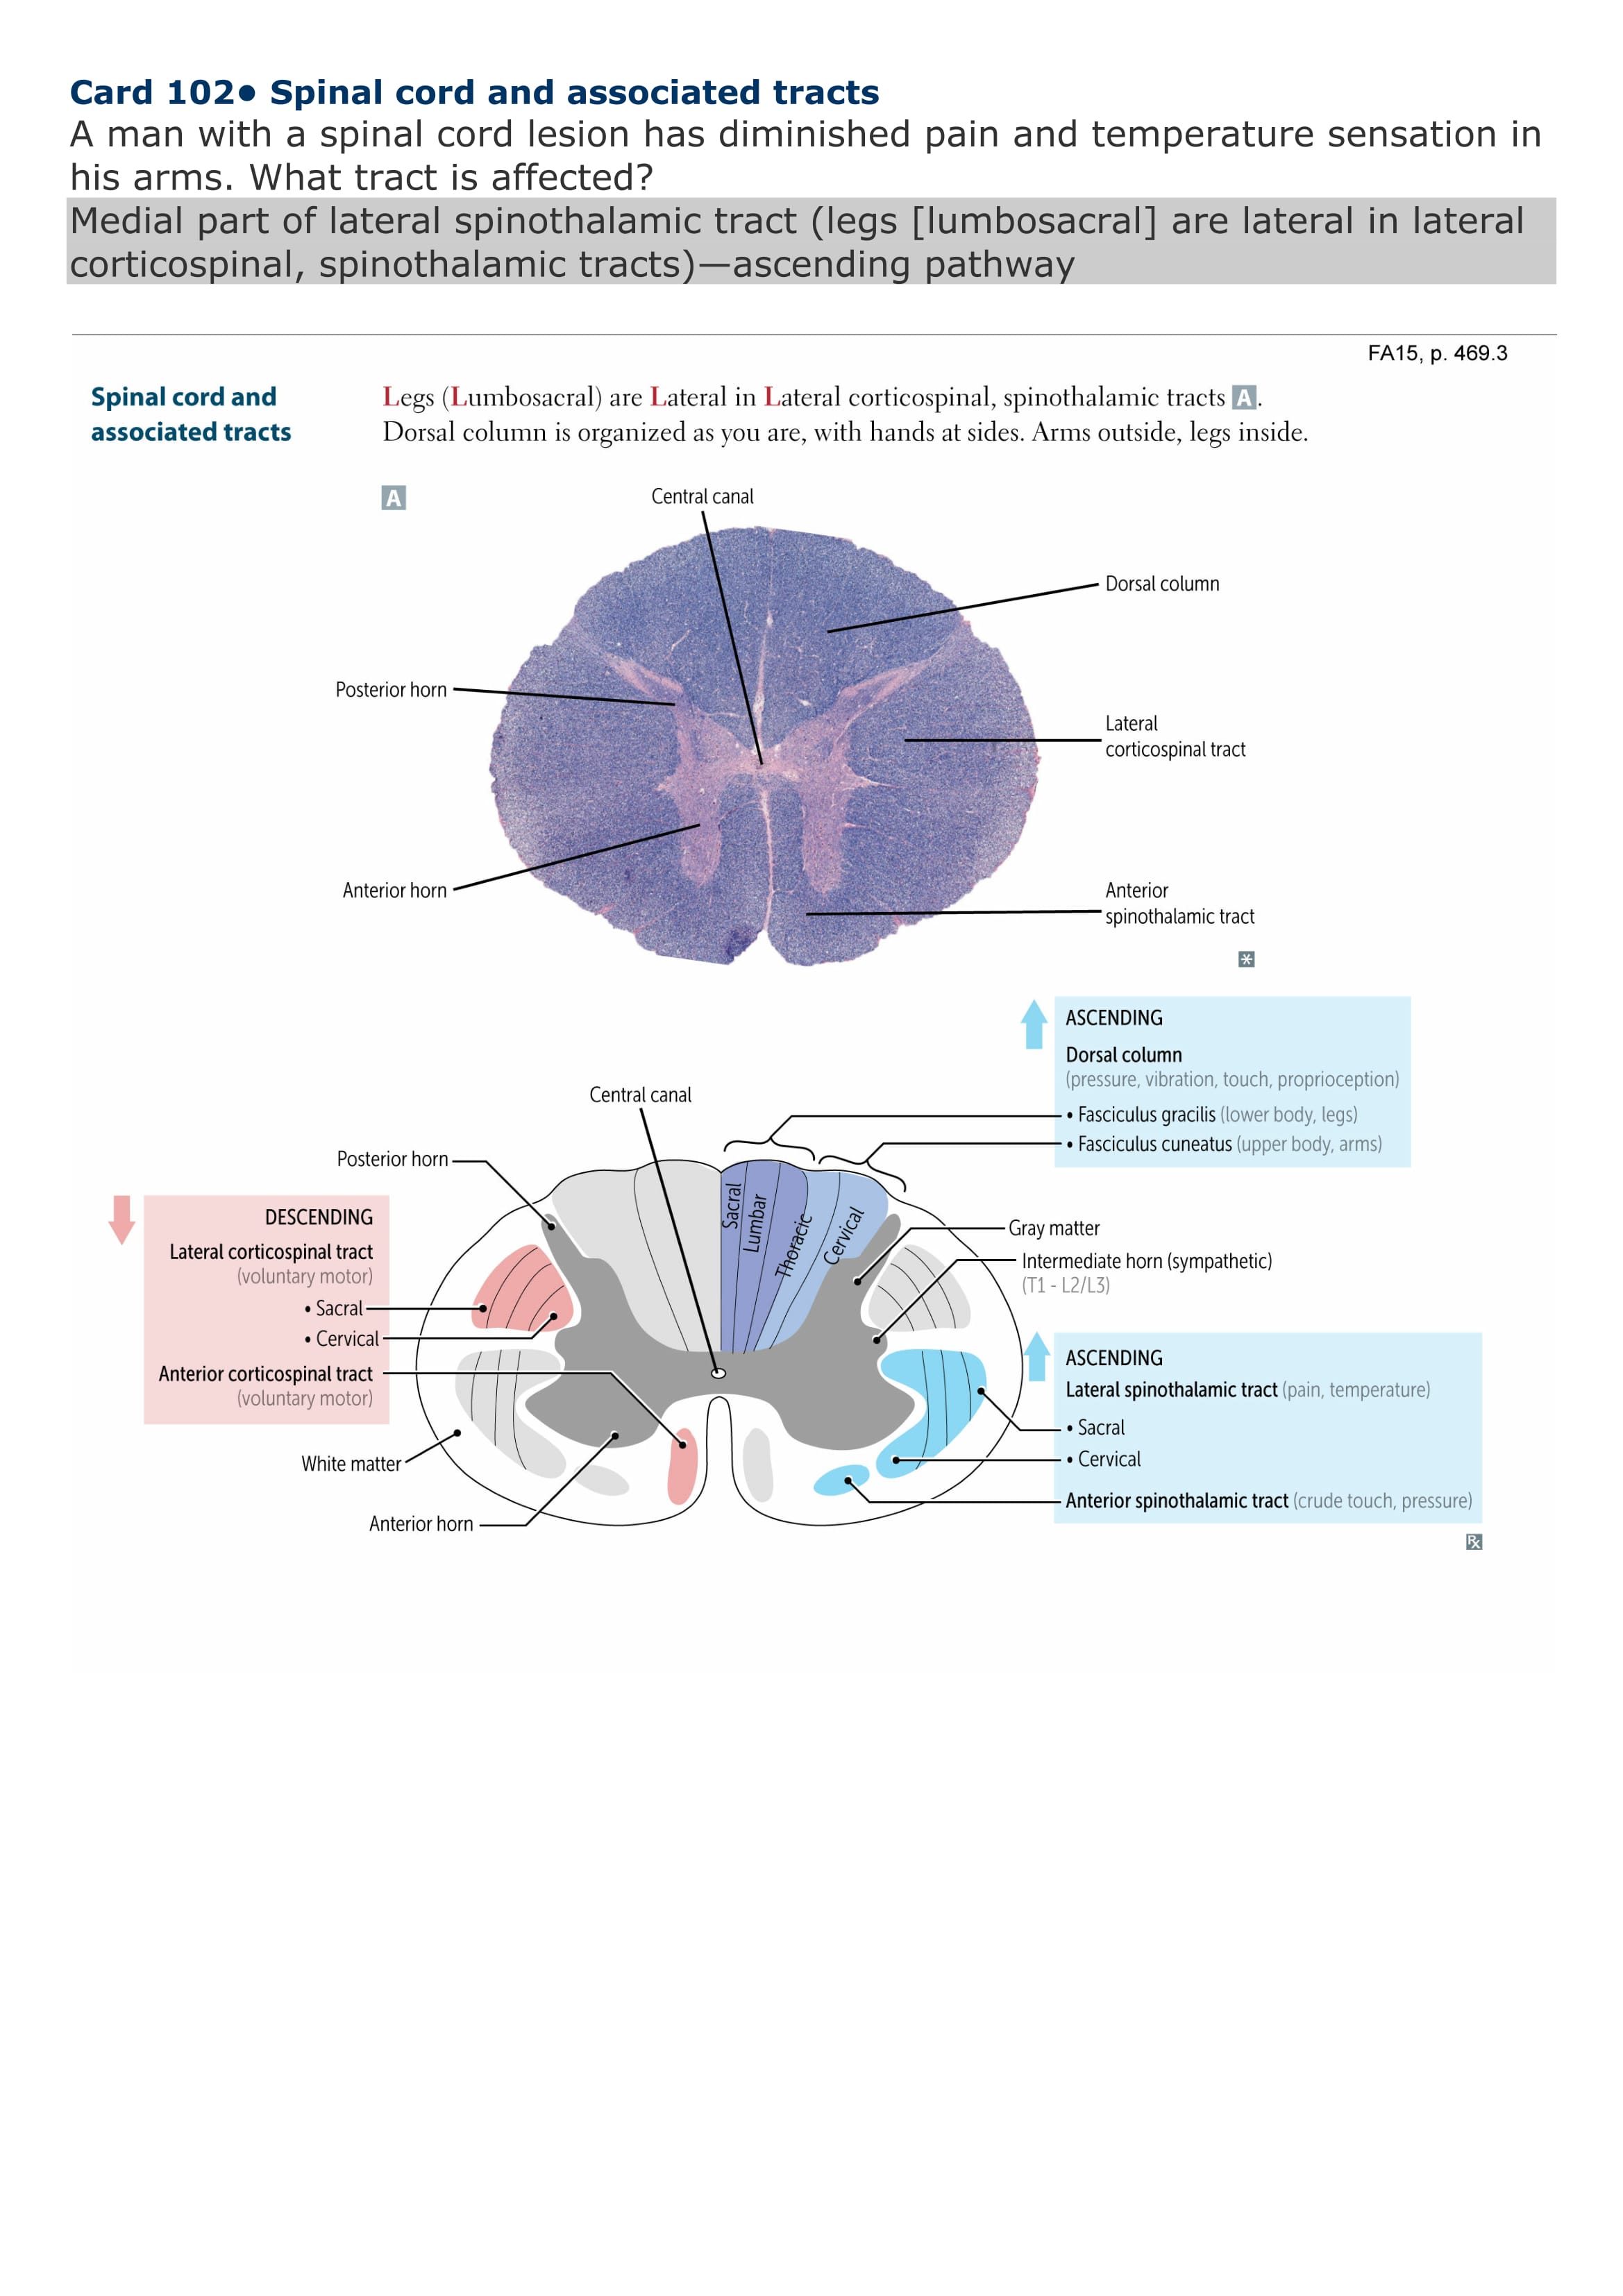 Card 102● Spinal cord and associated tracts
A man with a spinal cord lesion has diminished pain and temperature sensation in
his arms. What tract is affected?
Medial part of lateral spinothalamic tract (legs [lumbosacral] are lateral in lateral
corticospinal, spinothalamic tracts)—ascending pathway
FA15, p. 469.3
Spinal cord and
associated tracts
Legs (Lumbosacral) are Lateral in Lateral corticospinal, spinothalamic tracts A.
Dorsal column is organized as you are, with hands at sides. Arms outside, legs inside.
A
Central canal
Dorsal column
Posterior horn
Lateral
corticospinal tract
Anterior horn
Anterior
spinothalamic tract
*
ASCENDING
Dorsal column
(pressure, vibration, touch, proprioception)
• Fasciculus gracilis (lower body, legs)
• Fasciculus cuneatus (upper body, arms)
Central canal
Posterior horn
Sacral
Lumbar
Thoracic
Cervical
DESCENDING
Lateral corticospinal tract
(voluntary motor)
• Sacral
• Cervical
Anterior corticospinal tract
(voluntary motor)
White matter
Anterior horn
Gray matter
Intermediate horn (sympathetic)
(T1 - L2/L3)
ASCENDING
Lateral spinothalamic tract (pain, temperature)
• Sacral
• Cervical
Anterior spinothalamic tract (crude touch, pressure)
Rx